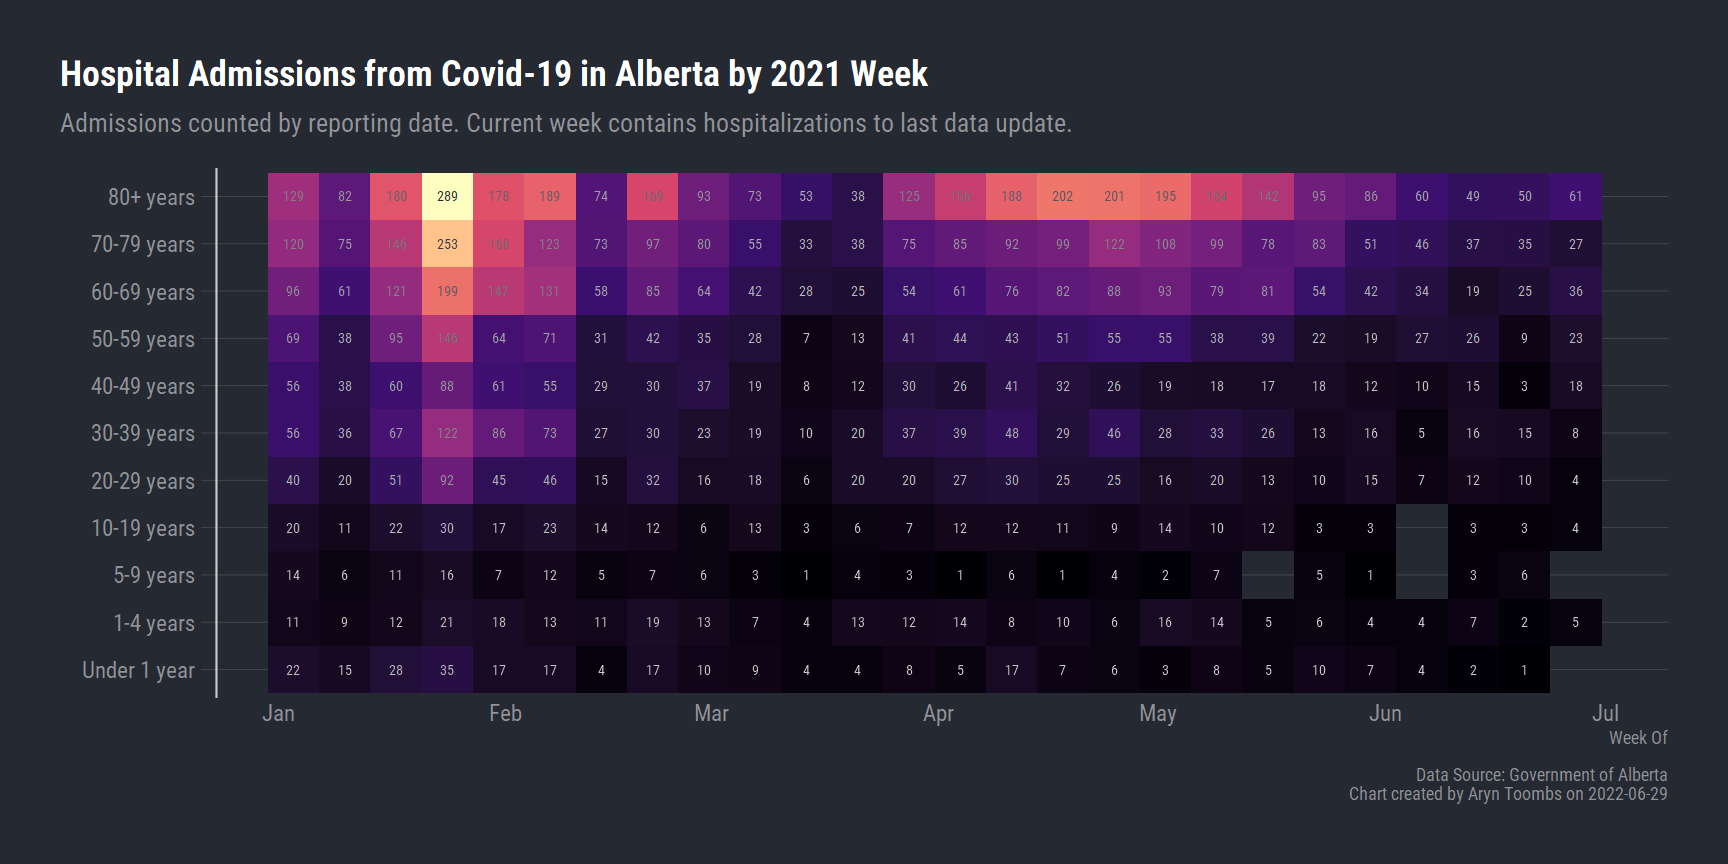 Hospital Admissions from Covid-19 in Alberta by 2021 Week
Admissions counted by reporting date. Current week contains hospitalizations to last data update.
80+ years 129 82 180 289 178 189 74 169 93 73 53 38 125 156 188 202 201 195 164 142 95 86 60 49 50 61
70-79 years 120 75 146 253 168 123 73 97 80 55 33 38 75 85 92 99 122 108 99 78 83 51 46 37 35 27
60-69 years 96 61 121 199 147 131 58 85 64 42 28 25 54 61 76 82 88 93 79 81 54 42 34 19 25 36
50-59 years 69 38 95 146 64 71 31 42 35 28 7 13 41 44 43 51 55 55 38 39 22 19 27 26 9 23
40-49 years 56 38 60 88 61 55 29 30 37 19 8 12 30 26 41 32 26 19 18 17 18 12 10 15 3 18
30-39 years 56 36 67 122 86 73 27 30 23 19 10 20 37 39 48 29 46 28 33 26 13 16 5 16 15 8
20-29 years 40 20 51 92 45 46 15 32 16 18 6 20 20 27 30 25 25 16 20 13 10 15 7 12 10 4
10-19 years 20 11 22 30 17 23 14 12 6 13 3 6 7 12 12 11 9 14 10 12 3 3 3 3 4
5-9 years 14 6 11 16 7 12 5 7 6 3 1 4 3 1 6 1 4 2 7 5 1 3 6
1-4 years 11 9 12 21 18 13 11 19 13 7 4 13 12 14 8 10 6 16 14 5 6 4 4 7 2 5
Under 1 year 22 15 28 35 17 17 4 17 10 9 4 4 8 5 17 7 6 3 8 5 10 7 4 2 1
Jan Feb Mar Apr May Jun Jul
Week Of
Data Source: Government of Alberta
Chart created by Aryn Toombs on 2022-06-29